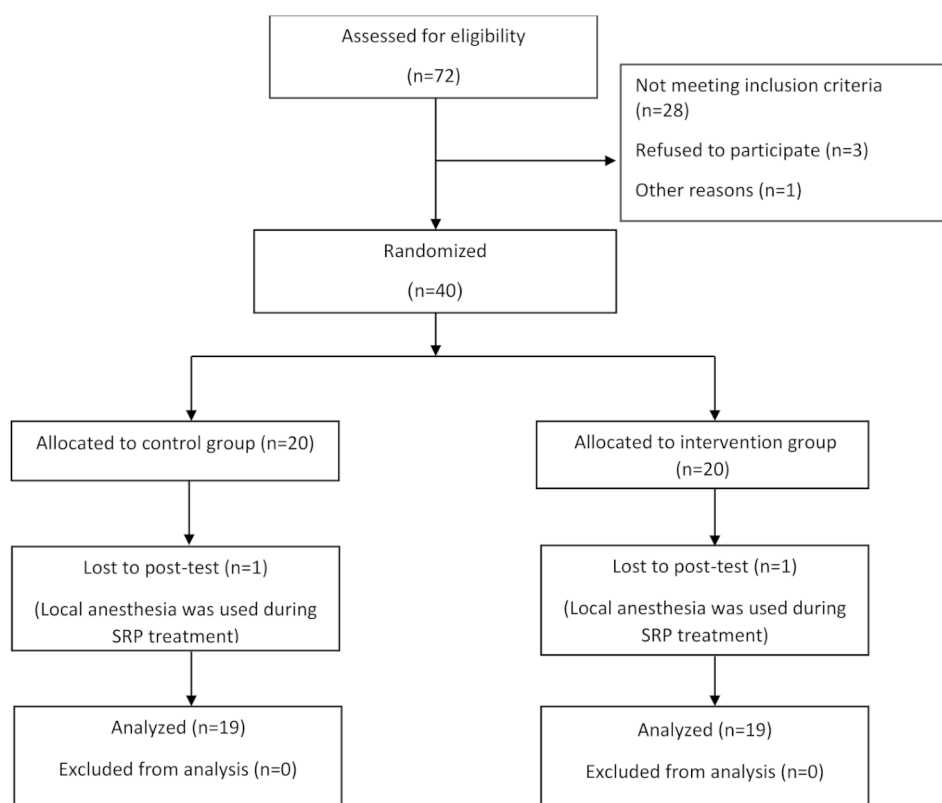 Assessed for eligibility
(n=72)
Not meeting inclusion criteria
(n=28)
Refused to participate (n=3)
Other reasons (n=1)
Randomized
(n=40)
Allocated to control group (n=20)
Allocated to intervention group
(n=20)
Lost to post-test (n=1)
(Local anesthesia was used during
SRP treatment)
Lost to post-test (n=1)
(Local anesthesia was used during
SRP treatment)
Analyzed (n=19)
Excluded from analysis (n=0)
Analyzed (n=19)
Excluded from analysis (n=0)